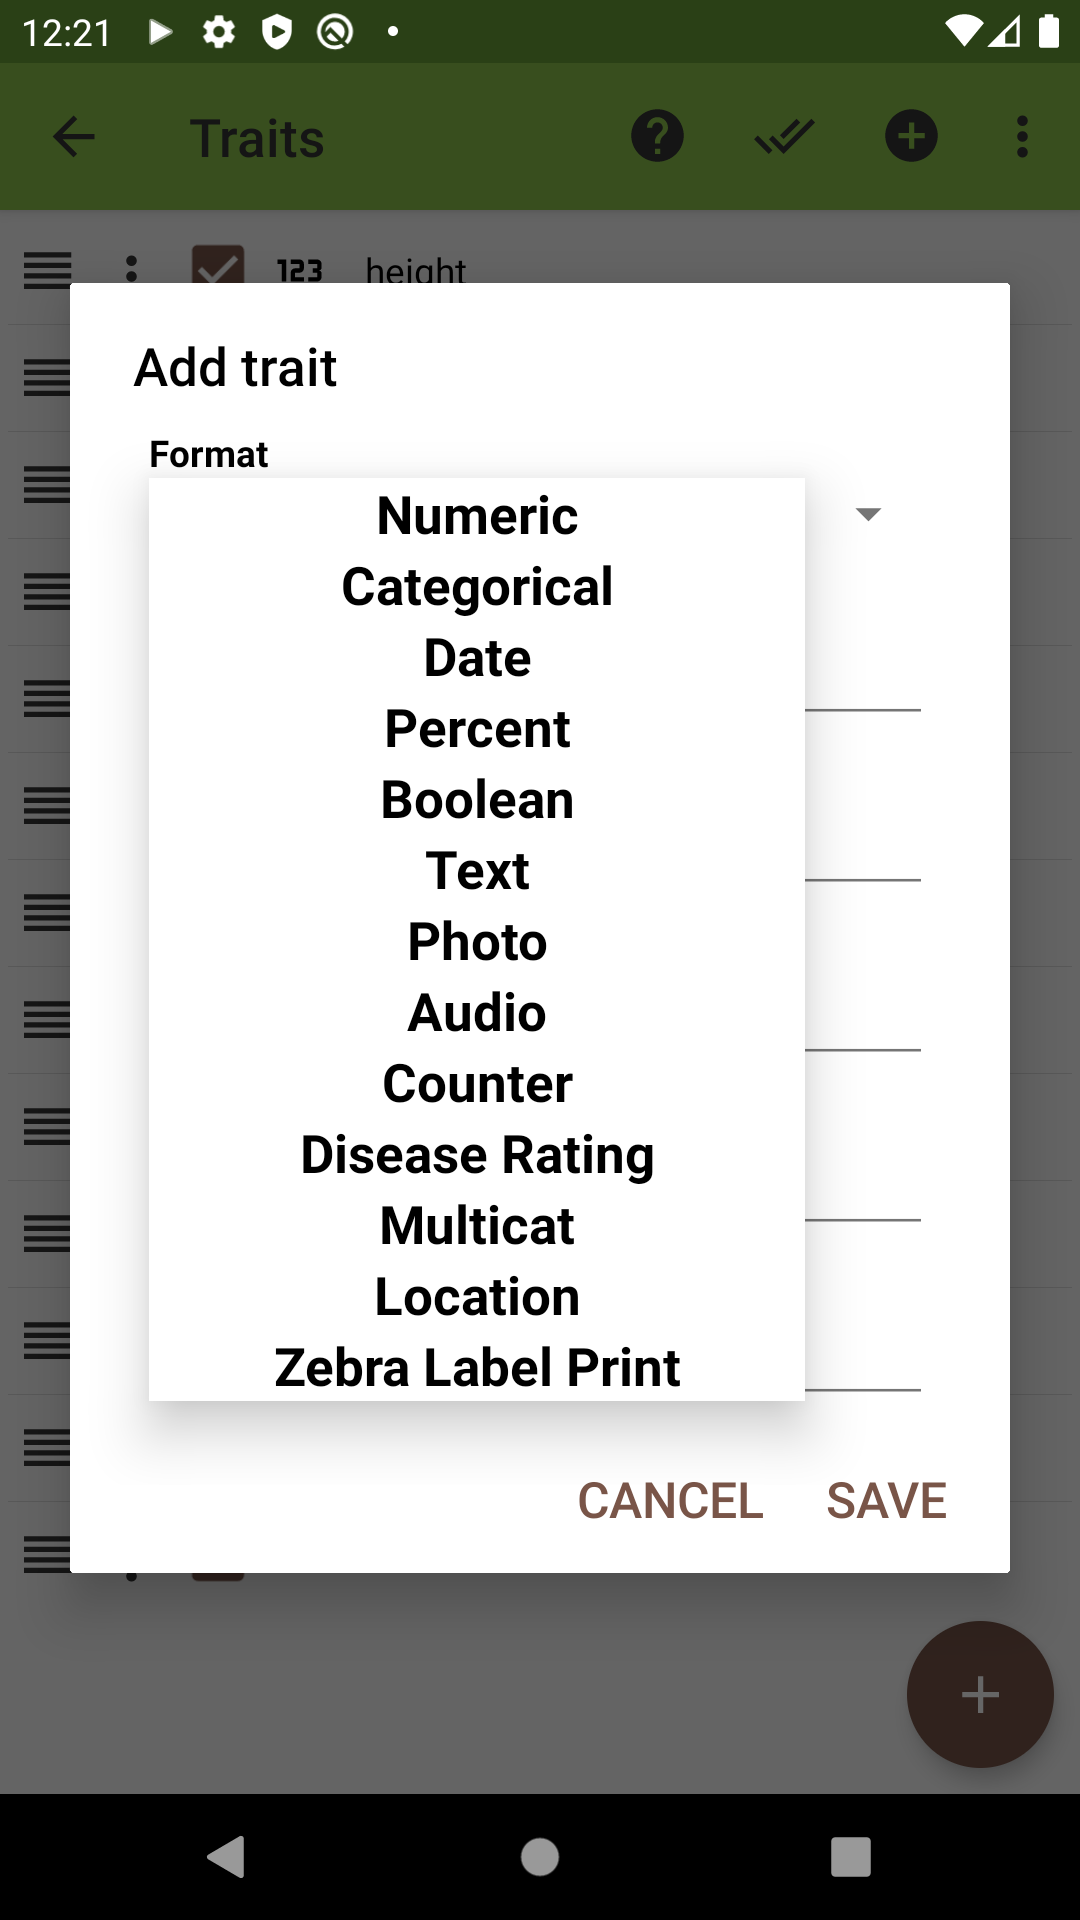 12:21
Traits
123 height
Add trait
Format
Numeric
Categorical
Date
Percent
Boolean
Text
Photo
Audio
Counter
Disease Rating
Multicat
Location
Zebra Label Print
CANCEL SAVE